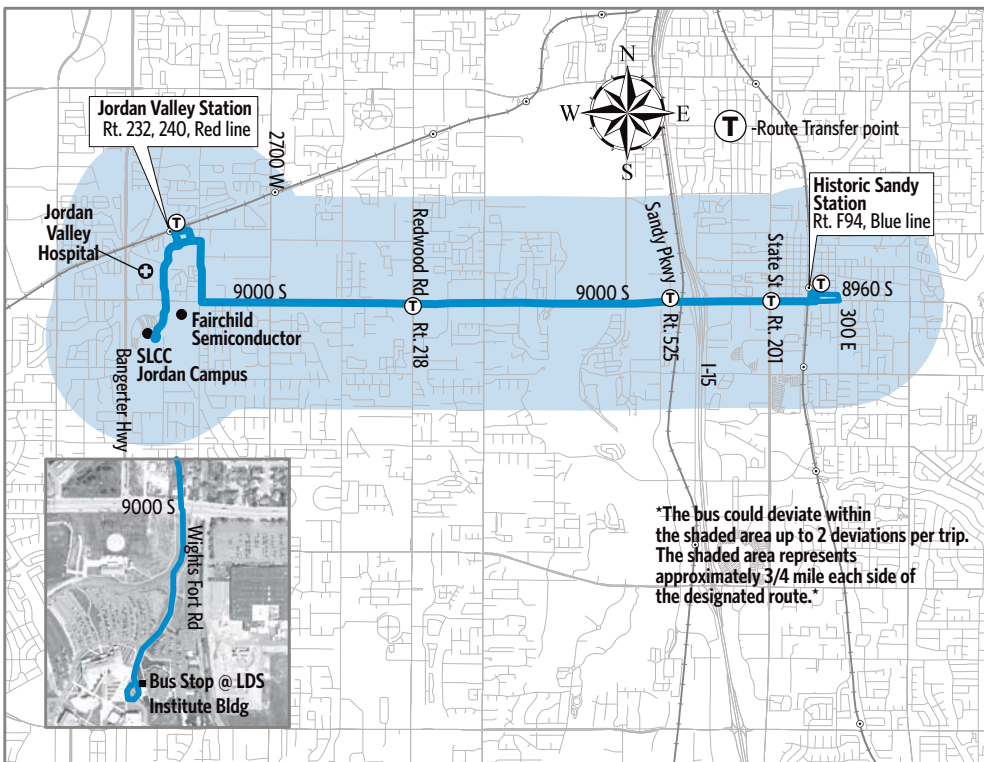 N
W
E
S
T
-Route Transfer point
Jordan Valley Station
Rt. 232, 240, Red line
2700 W
T
Jordan
Valley
Hospital
Historic Sandy
Station
Rt. F94, Blue line
Redwood Rd
Sandy Pkwy
State St
T
9000 S
T
9000 S
T
T
8960 S
300 E
Rt. 218
Rt. 525
I-15
Rt. 201
Fairchild
Semiconductor
SLCC
Jordan Campus
Bangerter Hwy
9000 S
Wights Fort Rd
Bus Stop @ LDS
Institute Bldg
*The bus could deviate within
the shaded area up to 2 deviations per trip.
The shaded area represents
approximately 3/4 mile each side of
the designated route.*